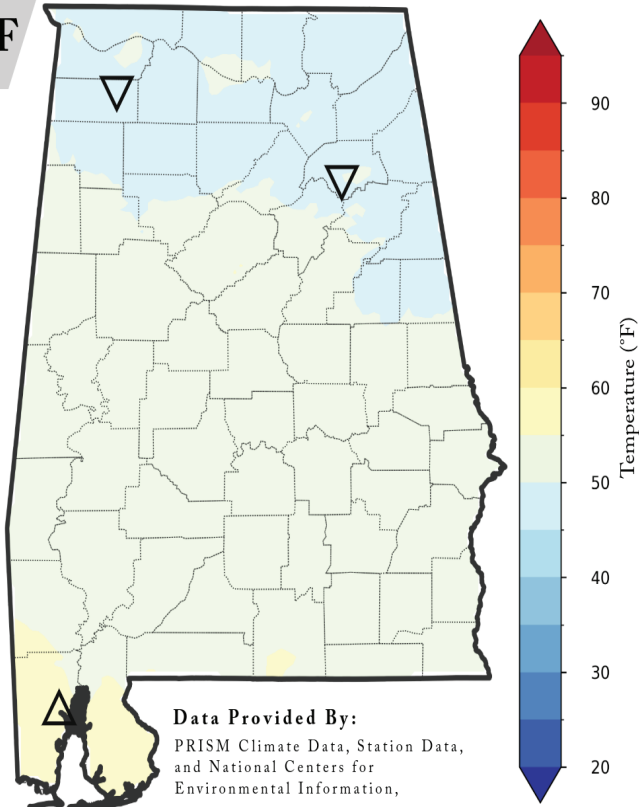 F
90
80
70
60
50
40
30
20
Temperature (°F)
Data Provided By:
PRISM Climate Data, Station Data,
and National Centers for
Environmental Information,